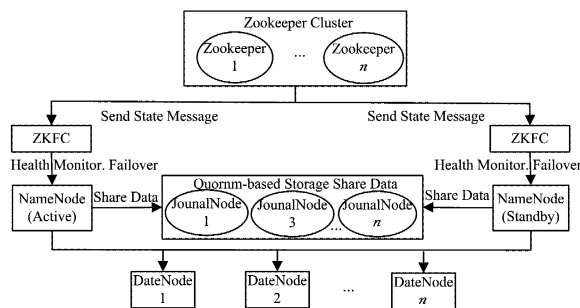 Zookeeper Cluster
Zookeeper 1
...
Zookeeper n
Send State Message
Send State Message
ZKFC
ZKFC
Health Monitor. Failover
Health Monitor. Failover
Quornm-based Storage Share Data
NameNode (Active)
Share Data
JounalNode 1
JounalNode 3
...
JounalNode n
Share Data
NameNode (Standby)
DateNode 1
DateNode 2
...
DateNode n